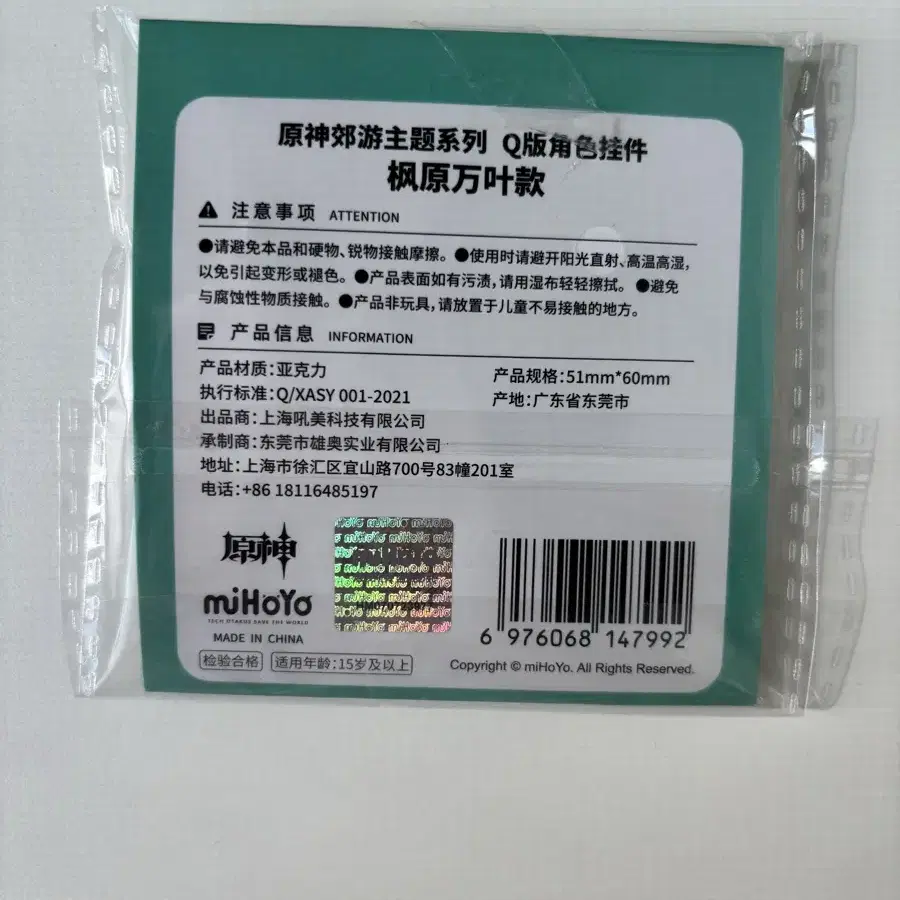 原神郊游主题系列 Q版角色挂件
枫原万叶款
注意事项 ATTENTION
●请避免本品和硬物、锐物接触摩擦。●使用时请避开阳光直射、高温高湿，
以免引起变形或褪色。●产品表面如有污渍，请用湿布轻轻擦拭。●避免
与腐蚀性物质接触。●产品非玩具，请放置于儿童不易接触的地方。
产品信息 INFORMATION
产品材质：亚克力
产品规格：51mm*60mm
执行标准：Q/XASY 001-2021
产地：广东省东莞市
出品商：上海吼美科技有限公司
承制商：东莞市雄奥实业有限公司
地址：上海市徐汇区宜山路700号83幢201室
电话：+86 18116485197
原神
miHoYo
TECH OTAKUS SAVE THE WORLD
MADE IN CHINA
检验合格 适用年龄：15岁及以上
miHoYo
6 976068 147992
Copyright © miHoYo. All Rights Reserved.